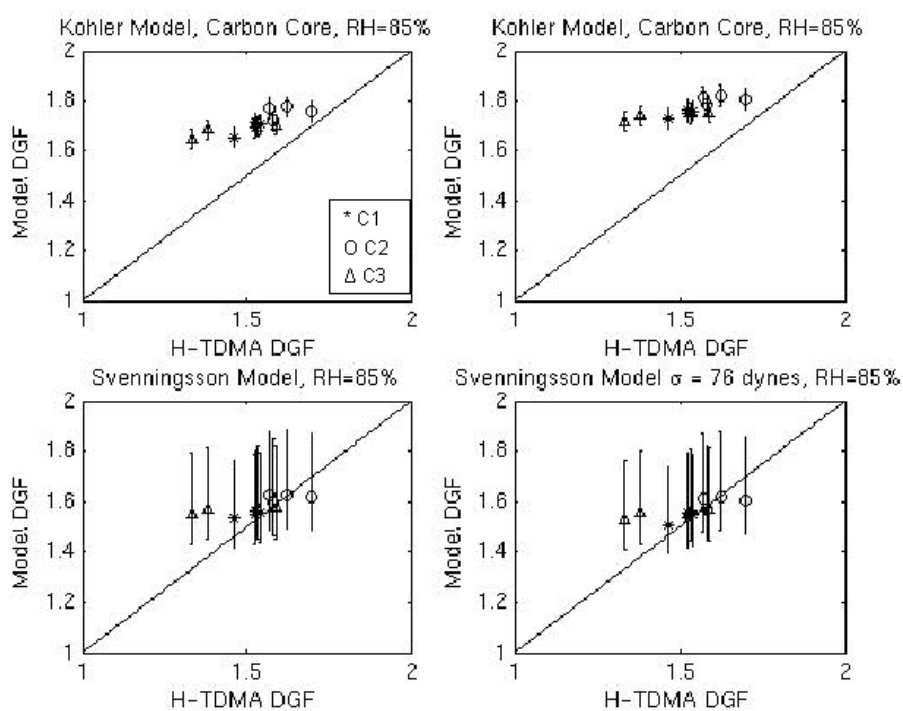 Kohler Model, Carbon Core, RH=85%
Kohler Model, Carbon Core, RH=85%
2
1.8
1.6
1.4
1.2
1
Model DGF
* C1
O C2
Δ C3
1
1.5
2
H-TDMA DGF
2
1.8
1.6
1.4
1.2
1
Model DGF
1
1.5
2
H-TDMA DGF
Svenningsson Model, RH=85%
Svenningsson Model σ = 76 dynes, RH=85%
2
1.8
1.6
1.4
1.2
1
Model DGF
1
1.5
2
H-TDMA DGF
2
1.8
1.6
1.4
1.2
1
Model DGF
1
1.5
2
H-TDMA DGF